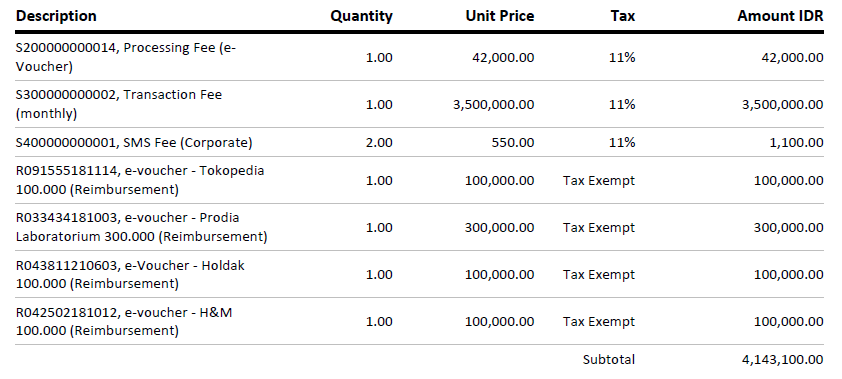 Description Quantity Unit Price Tax Amount IDR
S200000000014, Processing Fee (e-
Voucher) 1.00 42,000.00 11% 42,000.00
S300000000002, Transaction Fee
(monthly) 1.00 3,500,000.00 11% 3,500,000.00
S400000000001, SMS Fee (Corporate) 2.00 550.00 11% 1,100.00
R091555181114, e-voucher - Tokopedia
100.000 (Reimbursement) 1.00 100,000.00 Tax Exempt 100,000.00
R033434181003, e-voucher - Prodia
Laboratorium 300.000 (Reimbursement) 1.00 300,000.00 Tax Exempt 300,000.00
R043811210603, e-Voucher - Holdak
100.000 (Reimbursement) 1.00 100,000.00 Tax Exempt 100,000.00
R042502181012, e-voucher - H&M
100.000 (Reimbursement) 1.00 100,000.00 Tax Exempt 100,000.00
Subtotal 4,143,100.00